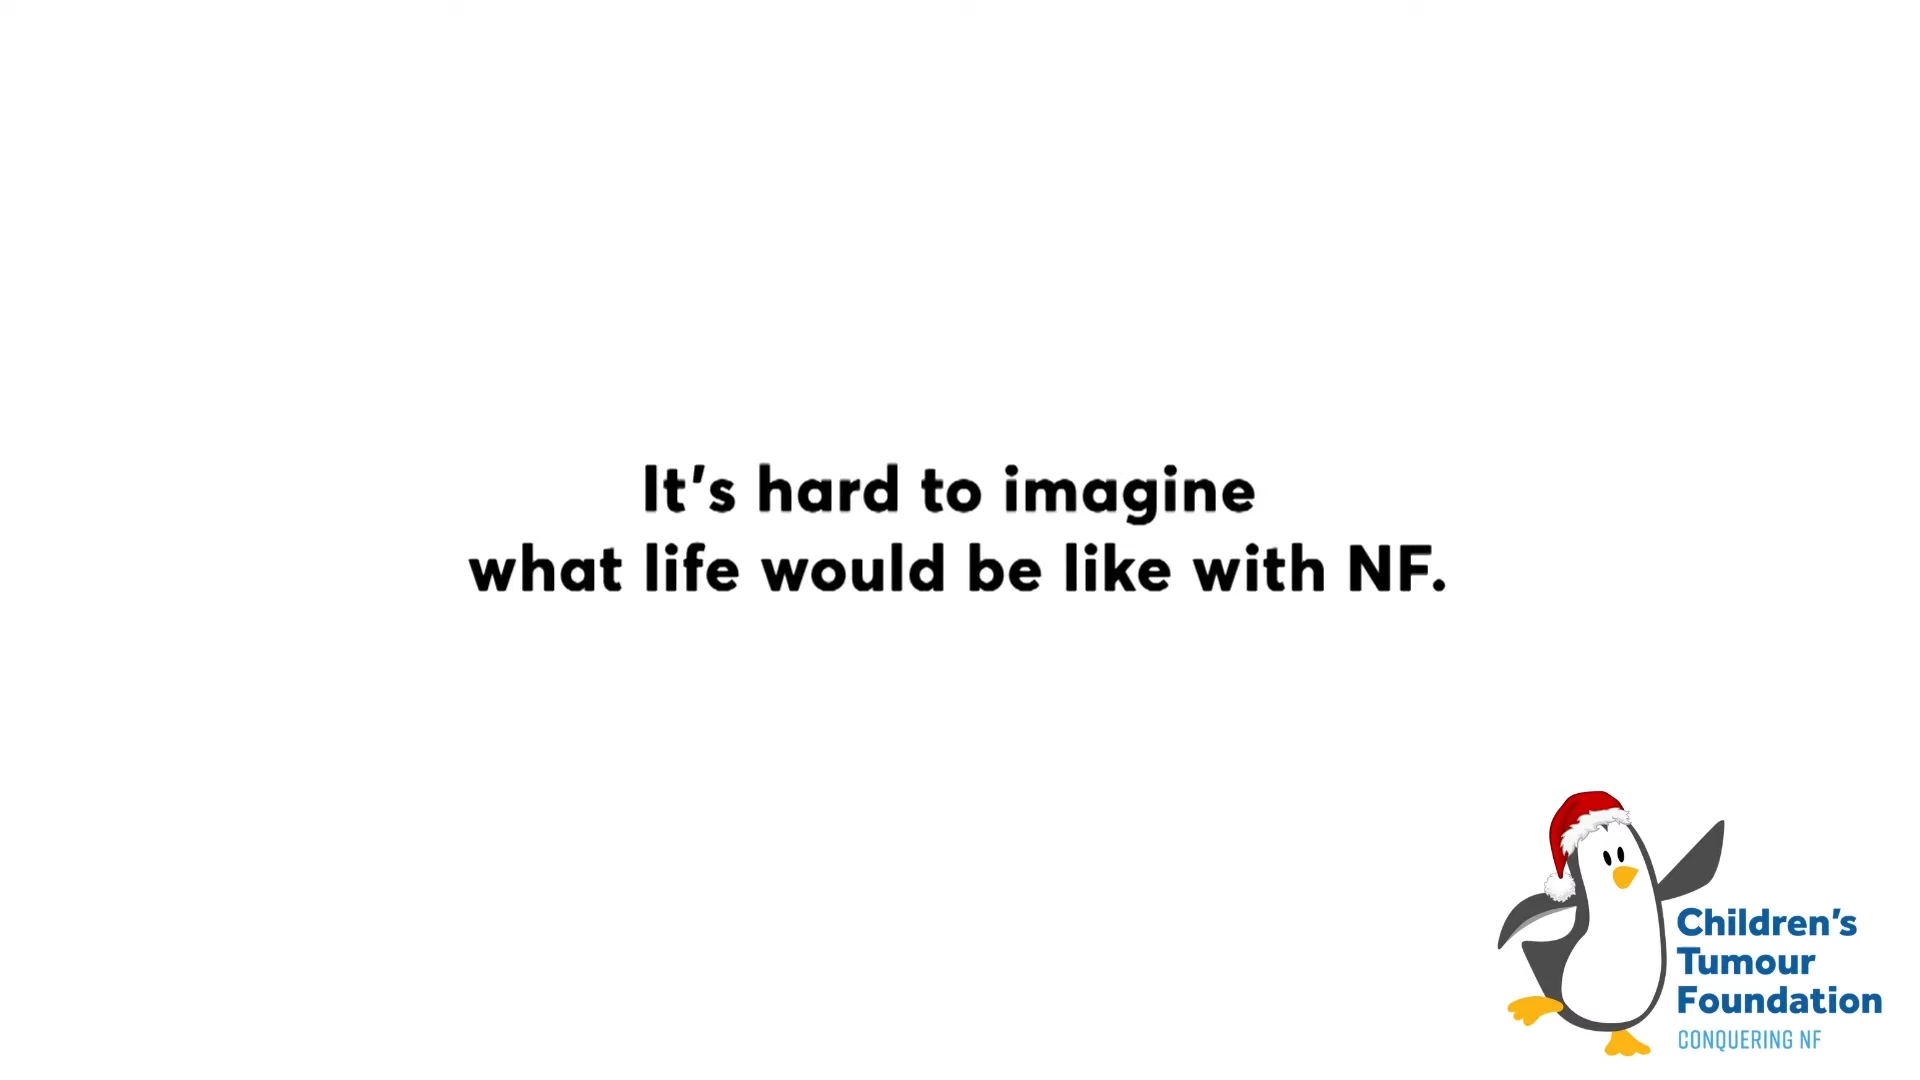 It's hard to imagine
what life would be like with NF.
Children's
Tumour
Foundation
CONQUERING NF